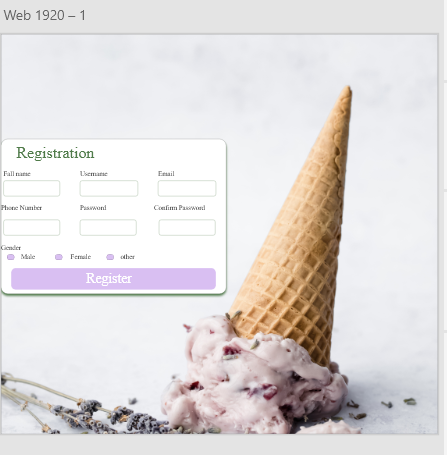 Web 1920 – 1
Registration
Full name Username Email
Phone Number Password Confirm Password
Gender
Male Female other
Register